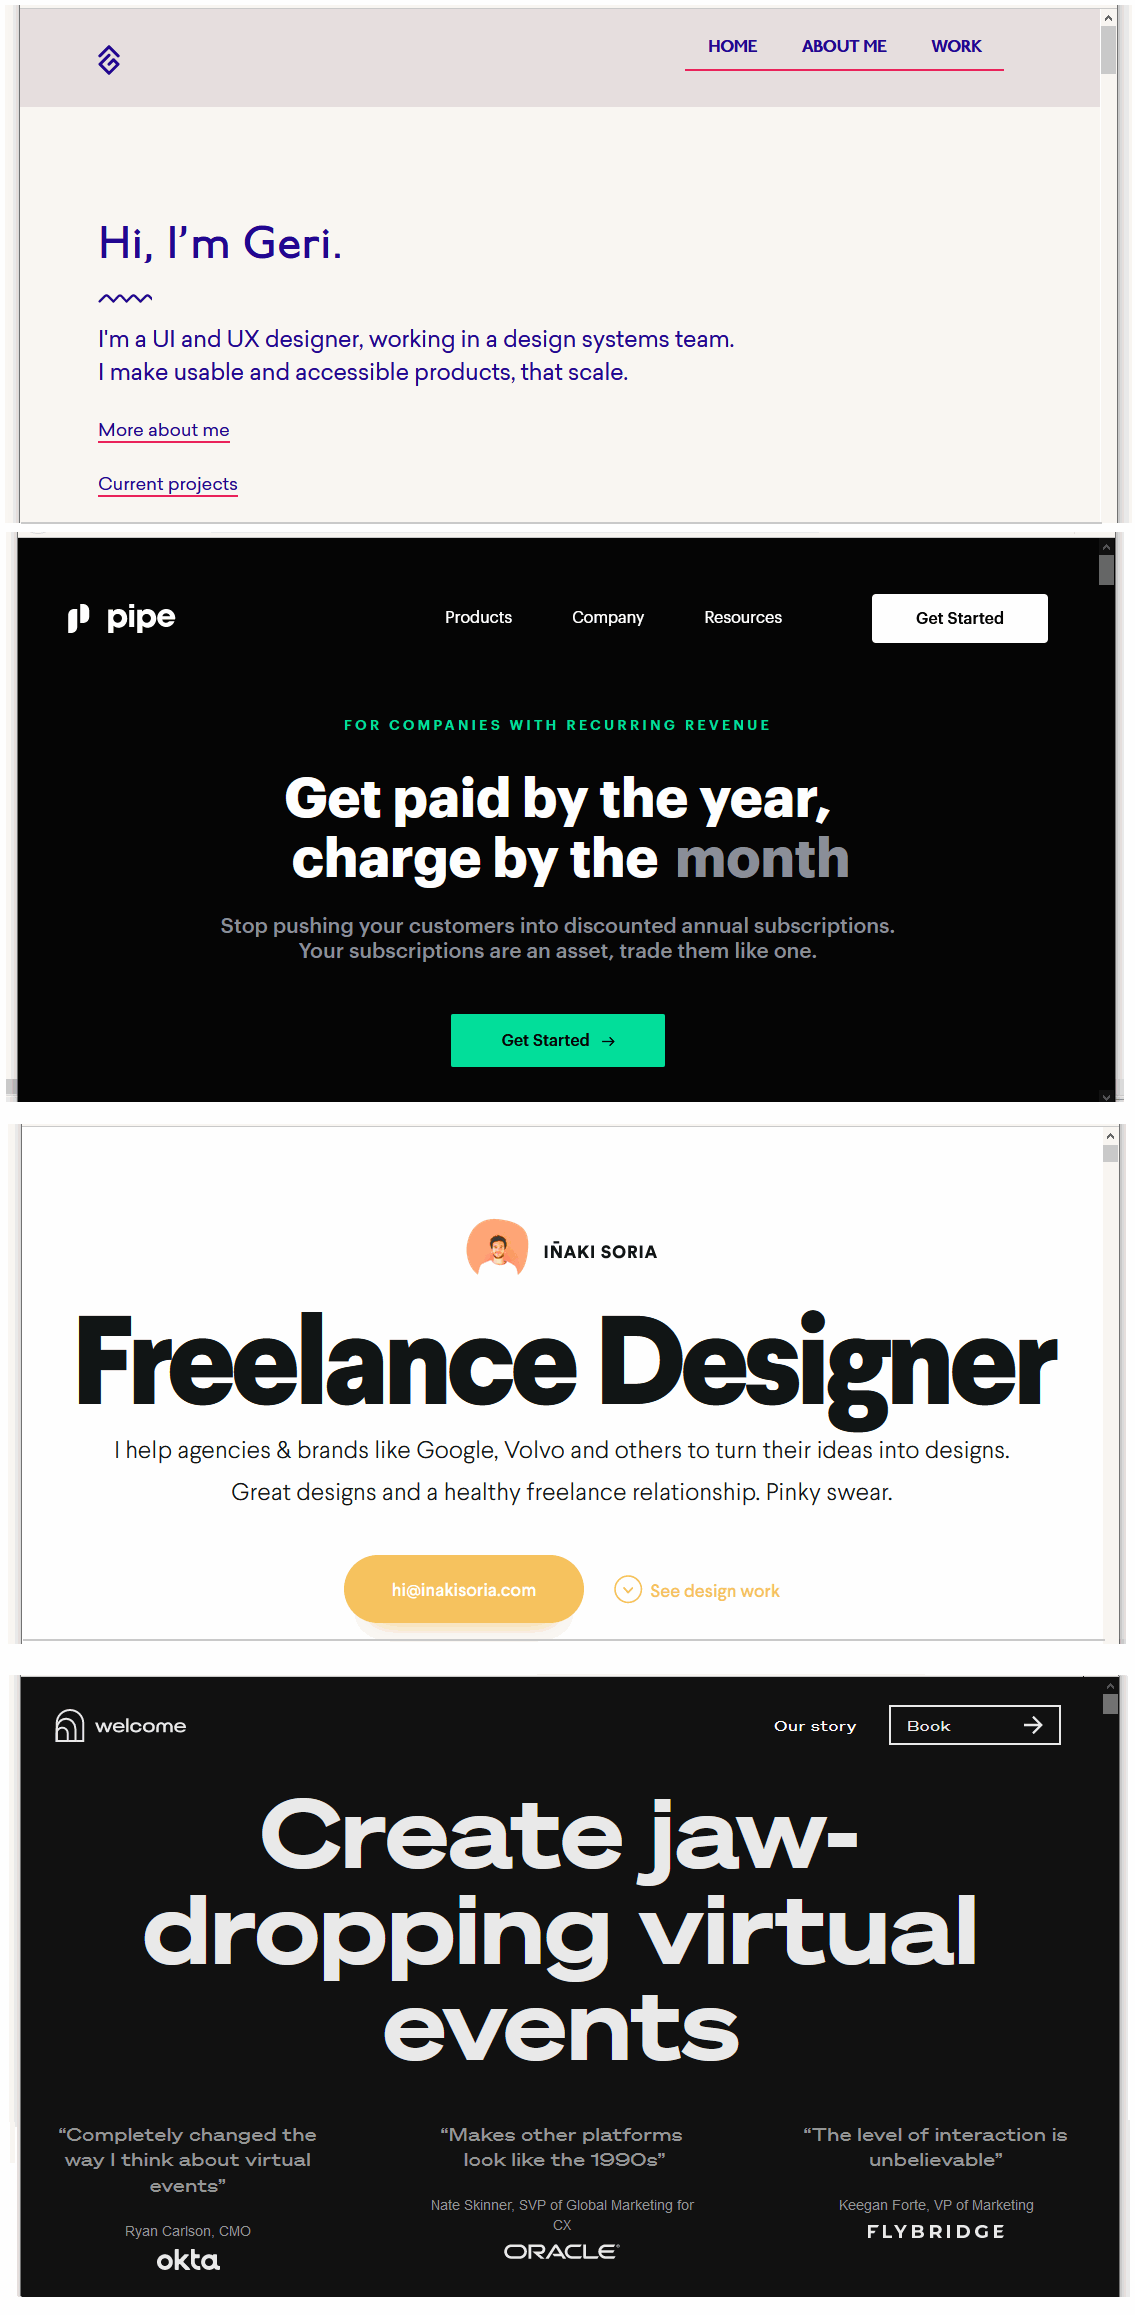 HOME ABOUT ME WORK
Hi, I’m Geri.
I'm a UI and UX designer, working in a design systems team.
I make usable and accessible products, that scale.
More about me
Current projects
pipe Products Company Resources Get Started
FOR COMPANIES WITH RECURRING REVENUE
Get paid by the year,
charge by the month
Stop pushing your customers into discounted annual subscriptions.
Your subscriptions are an asset, trade them like one.
Get Started →
IÑAKI SORIA
Freelance Designer
I help agencies & brands like Google, Volvo and others to turn their ideas into designs.
Great designs and a healthy freelance relationship. Pinky swear.
hi@inakisoria.com See design work
welcome Our story Book →
Create jaw-
dropping virtual
events
“Completely changed the
way I think about virtual
events”
Ryan Carlson, CMO
okta
“Makes other platforms
look like the 1990s”
Nate Skinner, SVP of Global Marketing for
CX
ORACLE
“The level of interaction is
unbelievable”
Keegan Forte, VP of Marketing
FLYBRIDGE